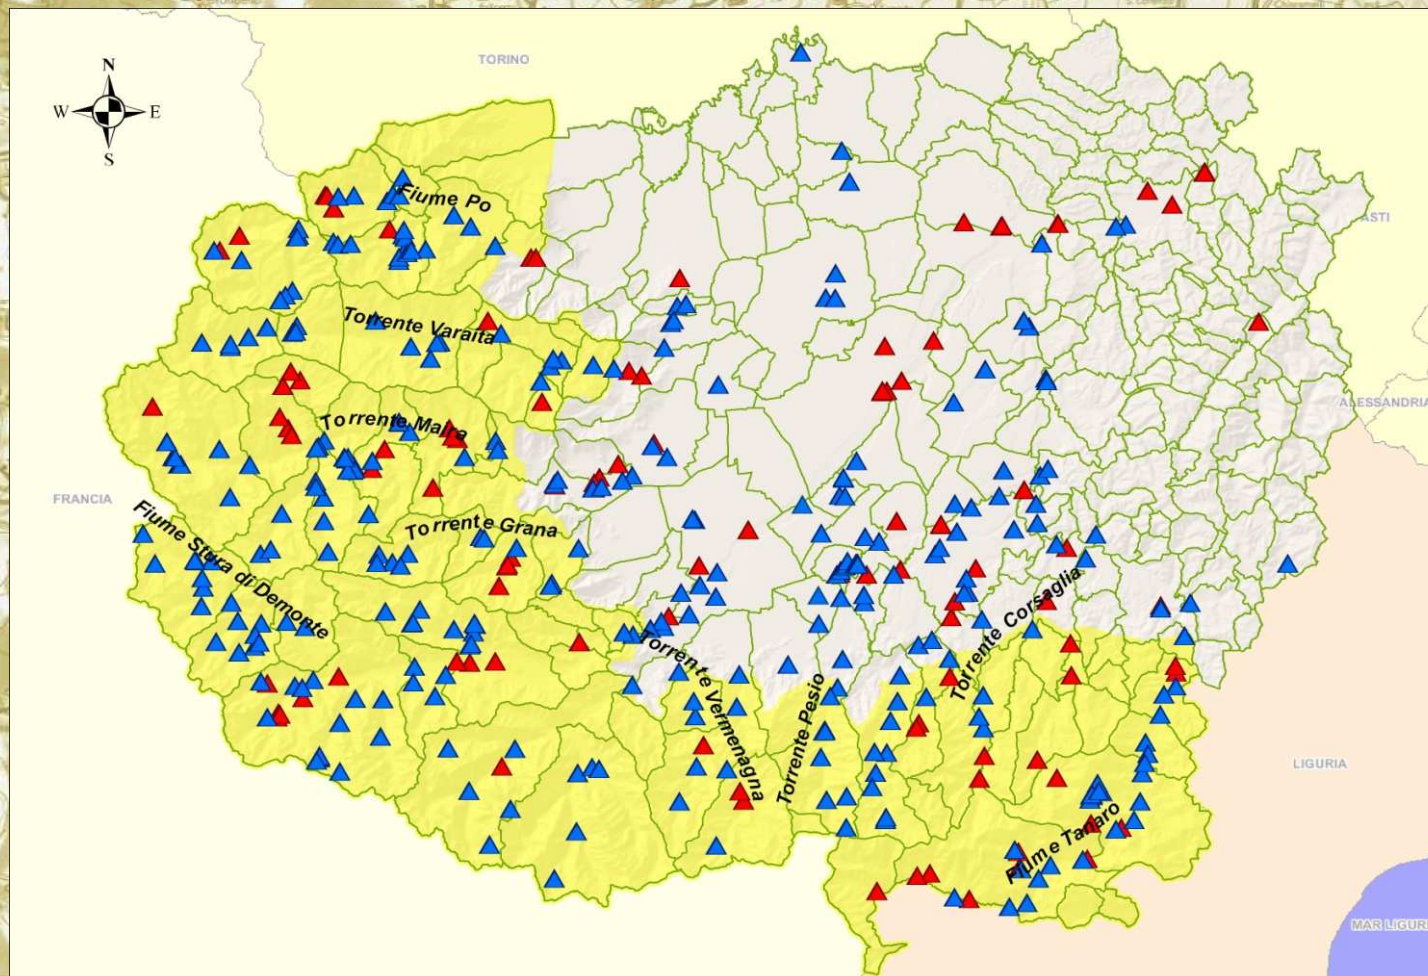 TORINO
N
W E
S
Fiume Po
ASTI
Torrente Varaita
ALESSANDRIA
Torrente Maira
FRANCIA
Fiume Stura di Demonte
Torrente Grana
Torrente Corsaglia
Torrente Vermenagna
Torrente Pesio
LIGURIA
Fiume Tanaro
MAR LIGUR